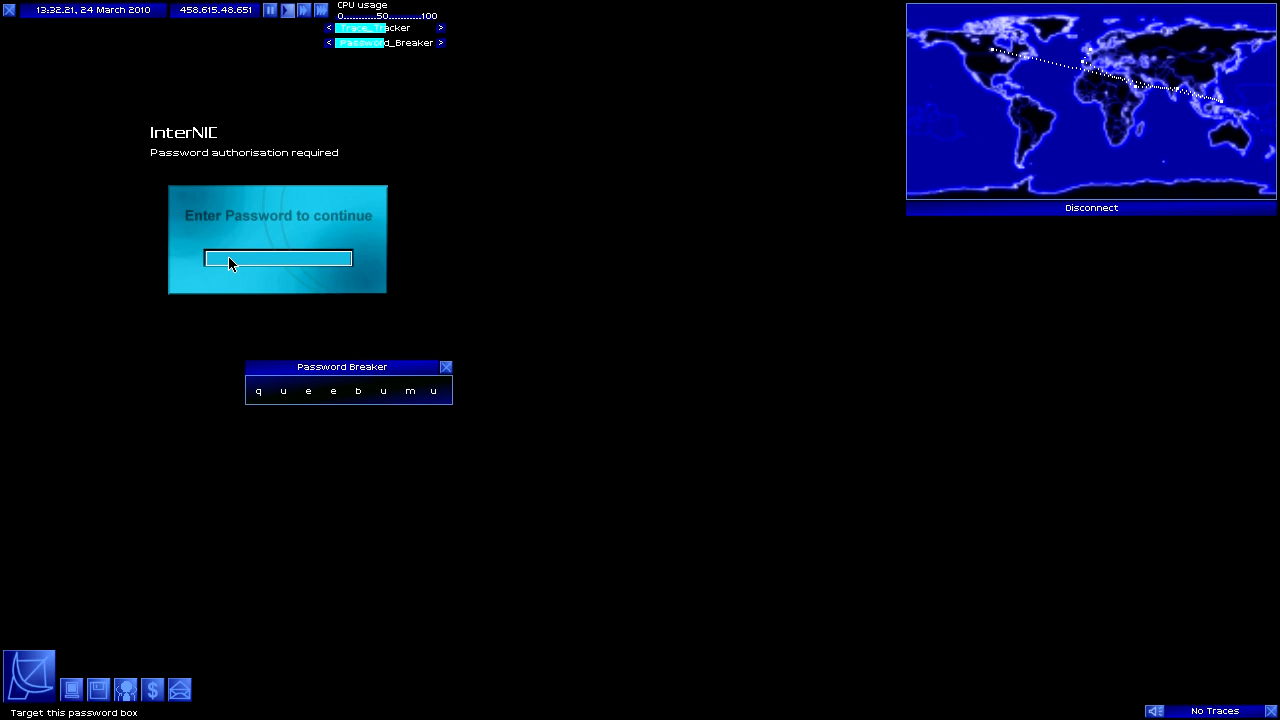 13:32.21, 24 March 2010
458.615.48.651
CPU usage
0...........50...........100
Trace_Tracker
Password_Breaker
InterNIC
Password authorisation required
Enter Password to continue
Password Breaker
q u e e b u m u
Disconnect
$
Target this password box
No Traces